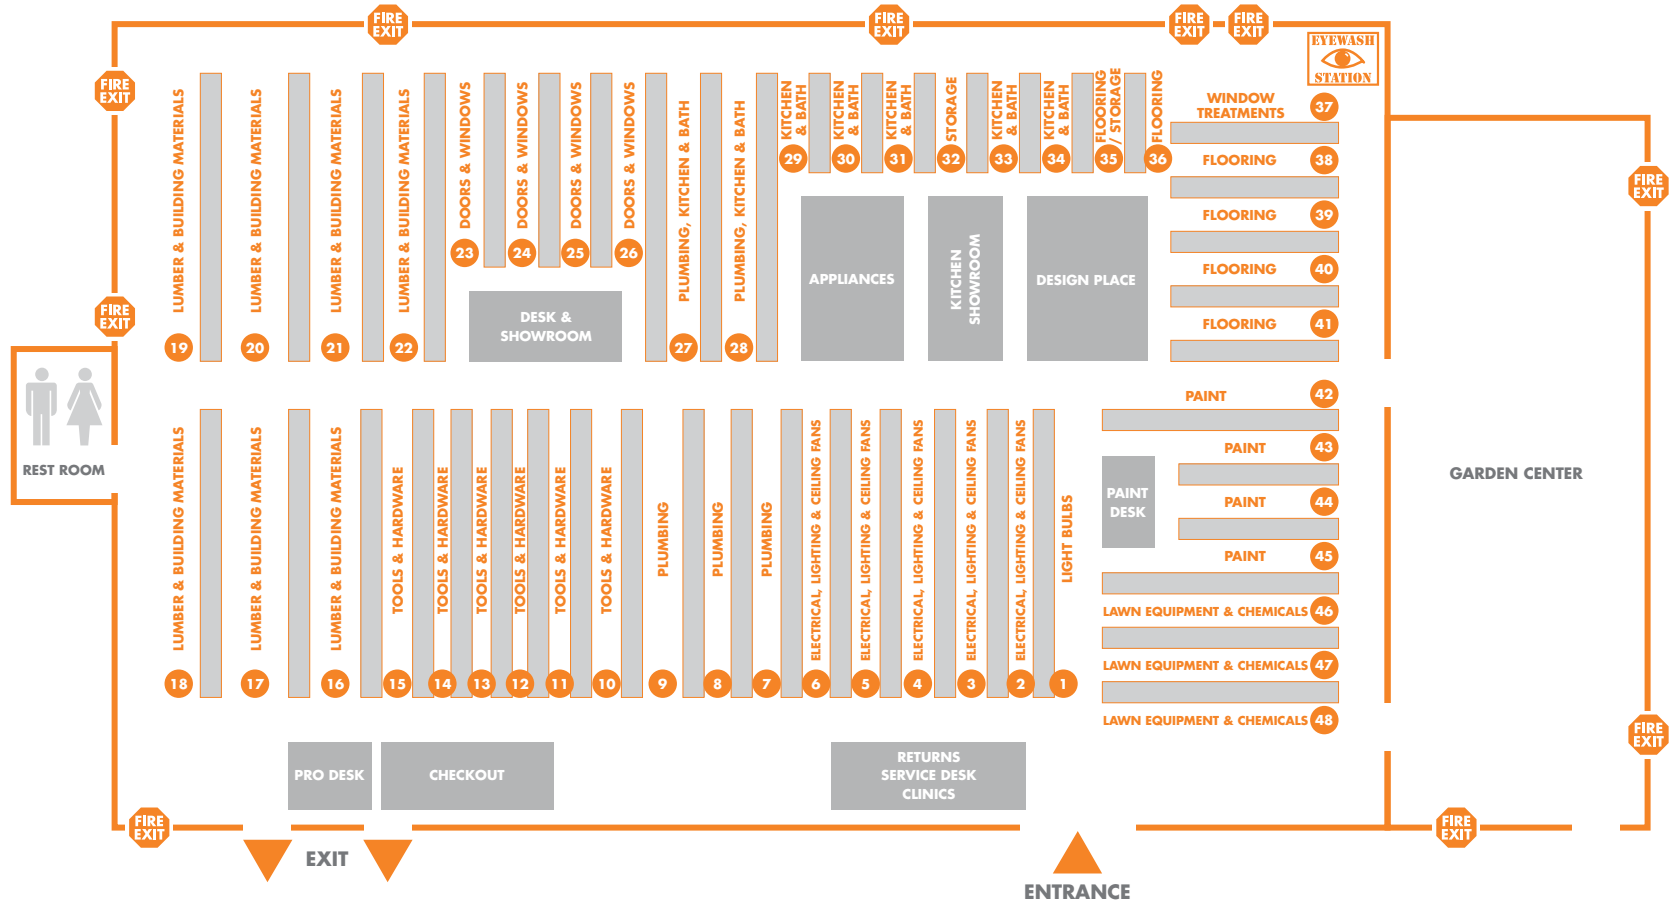 FIRE
EXIT
FIRE
EXIT
FIRE
EXIT
FIRE
EXIT
EYEWASH
STATION
FIRE
EXIT
FIRE
EXIT
LUMBER & BUILDING MATERIALS
19
LUMBER & BUILDING MATERIALS
20
LUMBER & BUILDING MATERIALS
21
LUMBER & BUILDING MATERIALS
22
DOORS & WINDOWS
23
DOORS & WINDOWS
24
DOORS & WINDOWS
25
DOORS & WINDOWS
26
DESK &
SHOWROOM
PLUMBING, KITCHEN & BATH
27
PLUMBING, KITCHEN & BATH
28
KITCHEN
& BATH
29
KITCHEN
& BATH
30
KITCHEN
& BATH
31
STORAGE
32
KITCHEN
& BATH
33
KITCHEN
& BATH
34
FLOORING
/ STORAGE
35
FLOORING
36
APPLIANCES
KITCHEN
SHOWROOM
DESIGN PLACE
WINDOW
TREATMENTS
37
FLOORING 38
FLOORING 39
FLOORING 40
FLOORING 41
FIRE
EXIT
REST ROOM
LUMBER & BUILDING MATERIALS
18
LUMBER & BUILDING MATERIALS
17
LUMBER & BUILDING MATERIALS
16
TOOLS & HARDWARE
15
TOOLS & HARDWARE
14
TOOLS & HARDWARE
13
TOOLS & HARDWARE
12
TOOLS & HARDWARE
11
TOOLS & HARDWARE
10
PLUMBING
9
PLUMBING
8
PLUMBING
7
ELECTRICAL, LIGHTING & CEILING FANS
6
ELECTRICAL, LIGHTING & CEILING FANS
5
ELECTRICAL, LIGHTING & CEILING FANS
4
ELECTRICAL, LIGHTING & CEILING FANS
3
ELECTRICAL, LIGHTING & CEILING FANS
2
LIGHT BULBS
1
PAINT 42
PAINT 43
PAINT
DESK
PAINT 44
PAINT 45
LAWN EQUIPMENT & CHEMICALS 46
LAWN EQUIPMENT & CHEMICALS 47
LAWN EQUIPMENT & CHEMICALS 48
GARDEN CENTER
FIRE
EXIT
PRO DESK
CHECKOUT
RETURNS
SERVICE DESK
CLINICS
FIRE
EXIT
FIRE
EXIT
EXIT
ENTRANCE